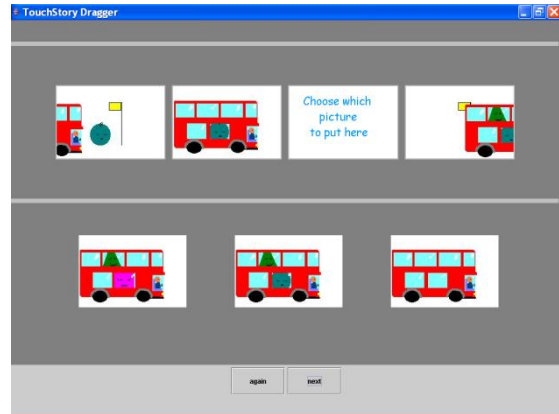 TouchStory Dragger
Choose which
picture
to put here
again
next